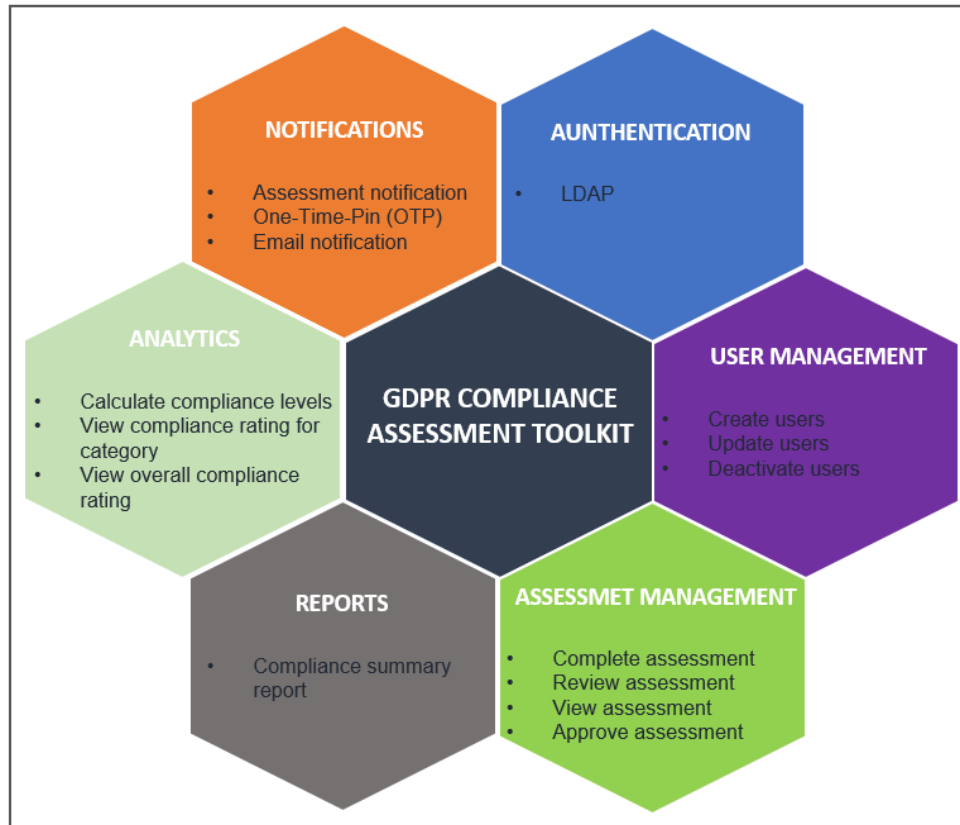 NOTIFICATIONS
• Assessment notification
• One-Time-Pin (OTP)
• Email notification
AUNTHENTICATION
• LDAP
ANALYTICS
• Calculate compliance levels
• View compliance rating for
category
• View overall compliance
rating
GDPR COMPLIANCE
ASSESSMENT TOOLKIT
USER MANAGEMENT
• Create users
• Update users
• Deactivate users
REPORTS
• Compliance summary
report
ASSESSMET MANAGEMENT
• Complete assessment
• Review assessment
• View assessment
• Approve assessment